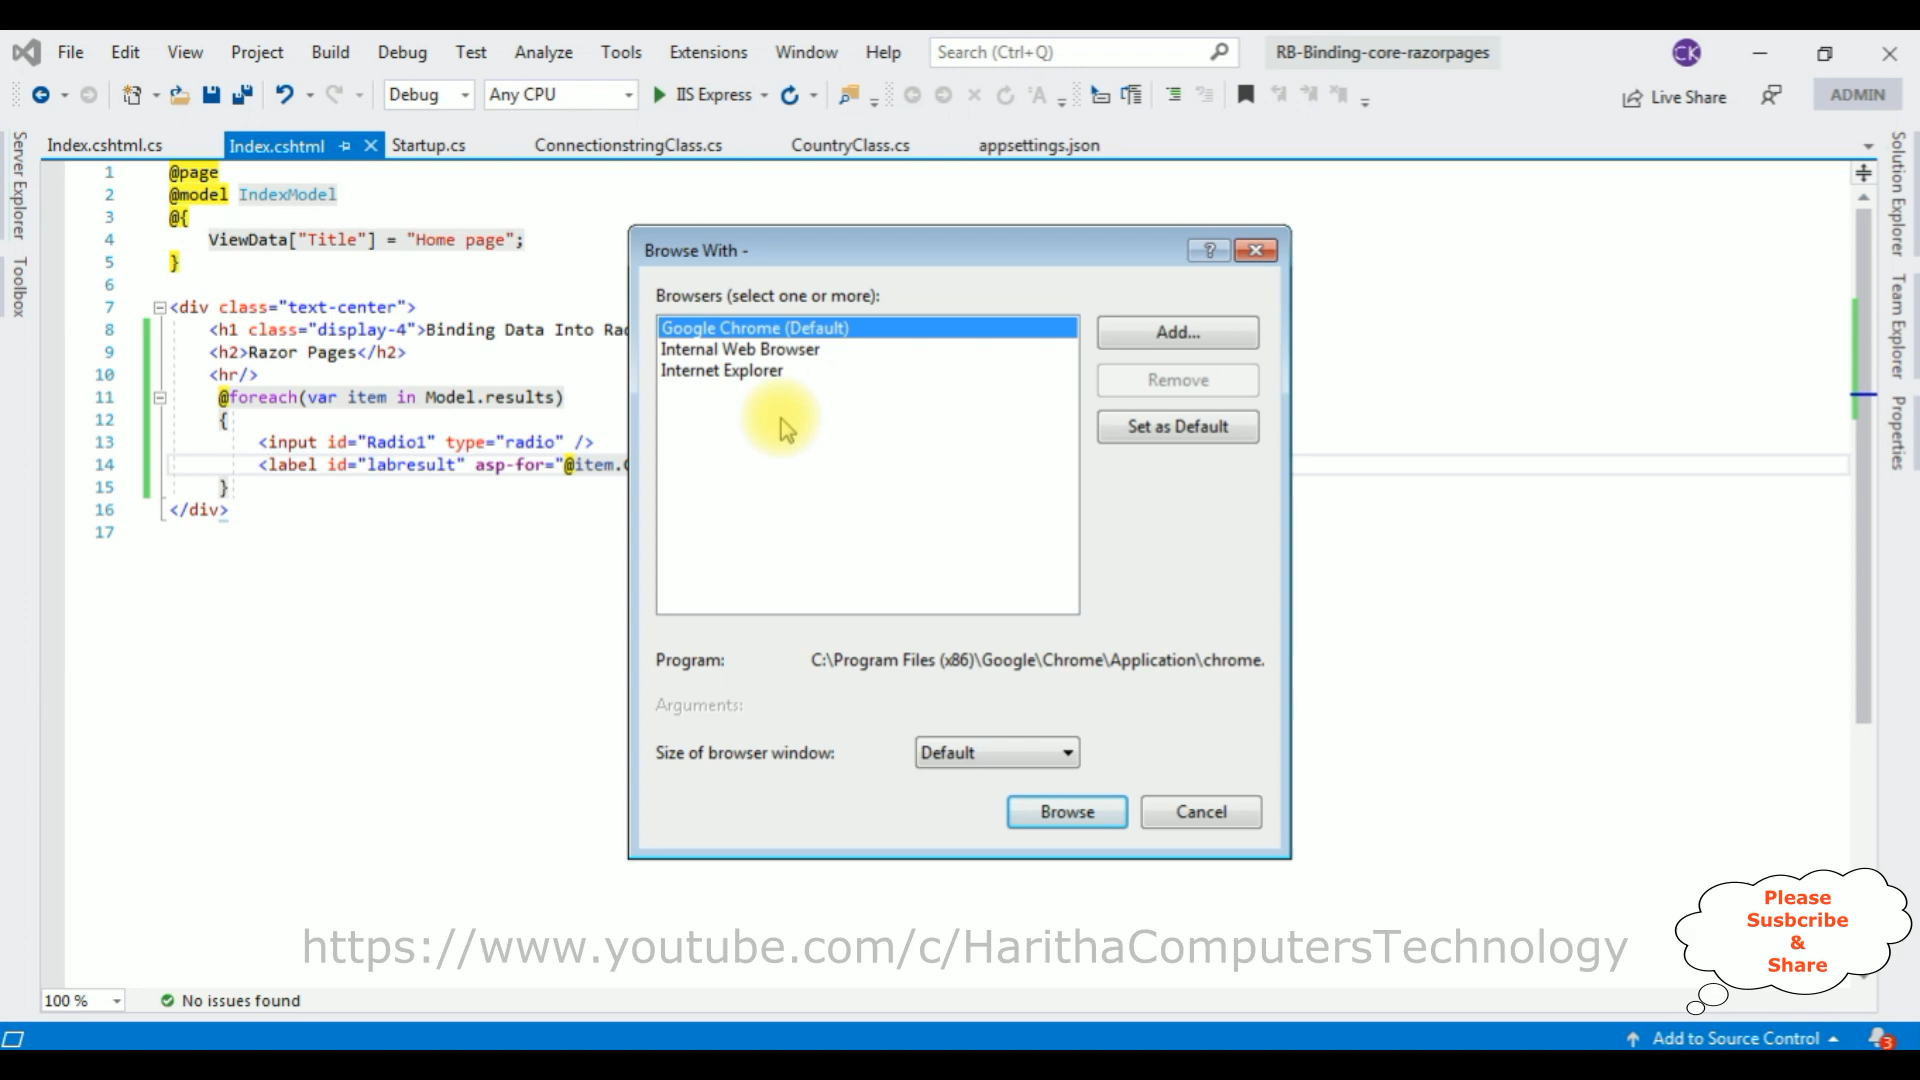 File Edit View Project Build Debug Test Analyze Tools Extensions Window Help Search (Ctrl+Q) RB-Binding-core-razorpages CK
Debug Any CPU IIS Express Live Share ADMIN
Index.cshtml.cs Index.cshtml Startup.cs ConnectionstringClass.cs CountryClass.cs appsettings.json
Server Explorer
Toolbox
Solution Explorer
Team Explorer
Properties
1 @page
2 @model IndexModel
3 @{
4 ViewData["Title"] = "Home page";
5 }
6
7 <div class="text-center">
8 <h1 class="display-4">Binding Data Into Rad
9 <h2>Razor Pages</h2>
10 <hr/>
11 @foreach(var item in Model.results)
12 {
13 <input id="Radio1" type="radio" />
14 <label id="labresult" asp-for="@item.
15 }
16 </div>
17
Browse With -
Browsers (select one or more):
Google Chrome (Default)
Internal Web Browser
Internet Explorer
Add...
Remove
Set as Default
Program: C:\Program Files (x86)\Google\Chrome\Application\chrome.
Arguments:
Size of browser window: Default
Browse Cancel
https://www.youtube.com/c/HarithaComputersTechnology
Please
Susbcribe
&
Share
100 % No issues found
Add to Source Control 3